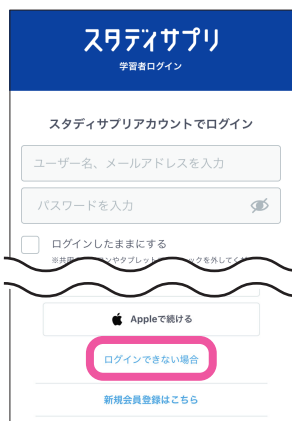 スタディサプリ
学習者ログイン
スタディサプリアカウントでログイン
ユーザー名、メールアドレスを入力
パスワードを入力
ログインしたままにする
Appleで続ける
ログインできない場合
新規会員登録はこちら